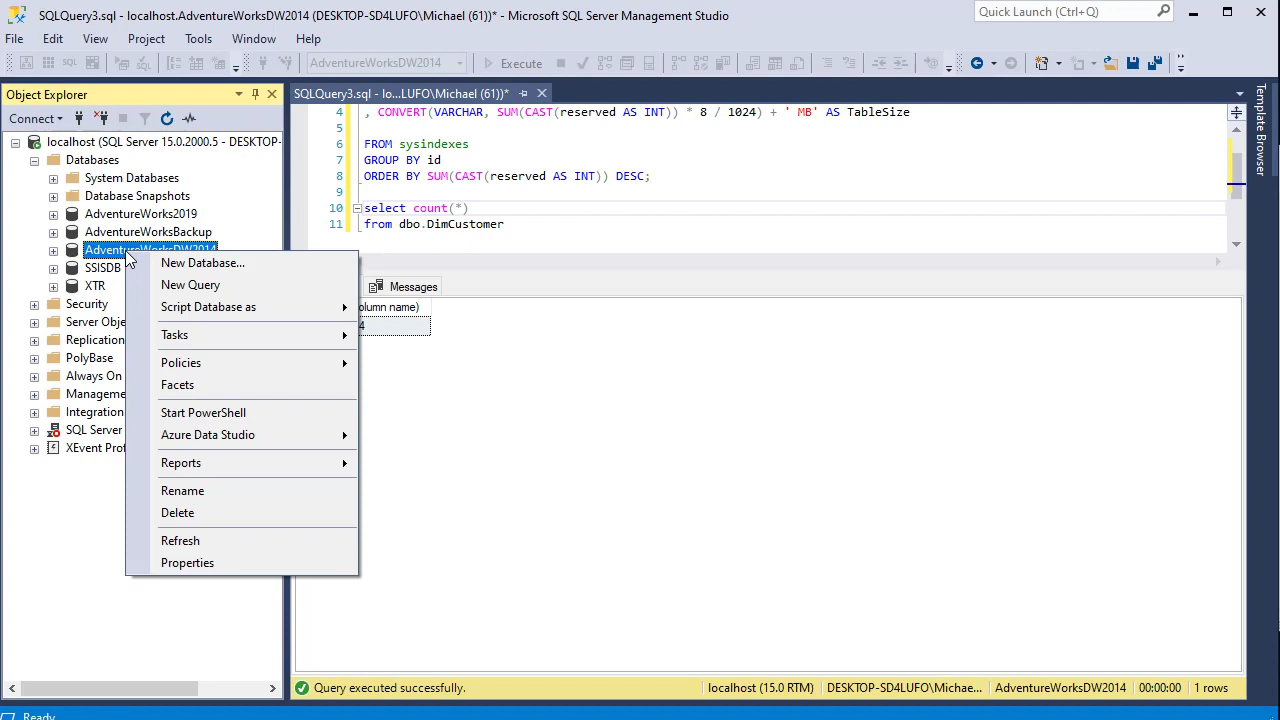 SQLQuery3.sql - localhost.AdventureWorksDW2014 (DESKTOP-SD4LUFO\Michael (61))* - Microsoft SQL Server Management Studio
Quick Launch (Ctrl+Q)
File Edit View Project Tools Window Help
AdventureWorksDW2014 Execute
Object Explorer
SQLQuery3.sql - lo...LUFO\Michael (61))*
Connect
localhost (SQL Server 15.0.2000.5 - DESKTOP-
Databases
System Databases
Database Snapshots
AdventureWorks2019
AdventureWorksBackup
AdventureWorksDW2014
SSISDB
XTR
Security
Server Obje
Replication
PolyBase
Always On
Manageme
Integration
SQL Server
XEvent Prof
New Database...
New Query
Script Database as
Tasks
Policies
Facets
Start PowerShell
Azure Data Studio
Reports
Rename
Delete
Refresh
Properties
4 , CONVERT(VARCHAR, SUM(CAST(reserved AS INT)) * 8 / 1024) + ' MB' AS TableSize
5
6 FROM sysindexes
7 GROUP BY id
8 ORDER BY SUM(CAST(reserved AS INT)) DESC;
9
10 select count(*)
11 from dbo.DimCustomer
Messages
olumn name)
4
Template Browser
Query executed successfully.
localhost (15.0 RTM) DESKTOP-SD4LUFO\Michae... AdventureWorksDW2014 00:00:00 1 rows
Ready